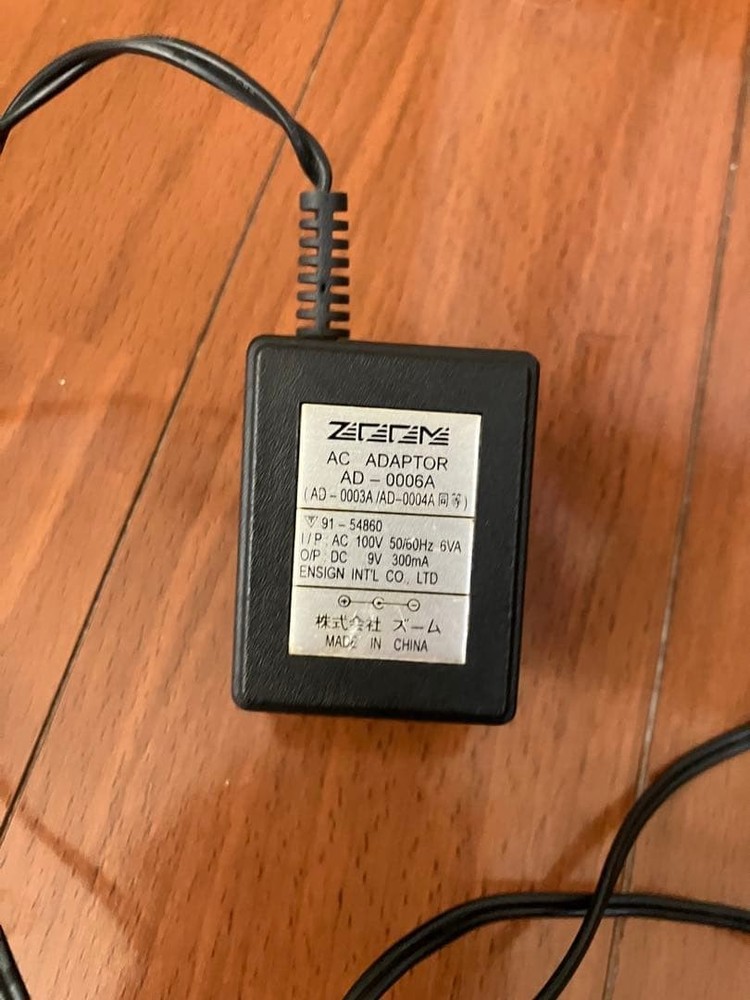 ZOOM
AC ADAPTOR
AD-0006A
(AD-0003A/AD-0004A同等)
91-54860
I/P: AC 100V 50/60Hz 6VA
O/P: DC 9V 300mA
ENSIGN INT'L CO., LTD
株式会社 ズーム
MADE IN CHINA